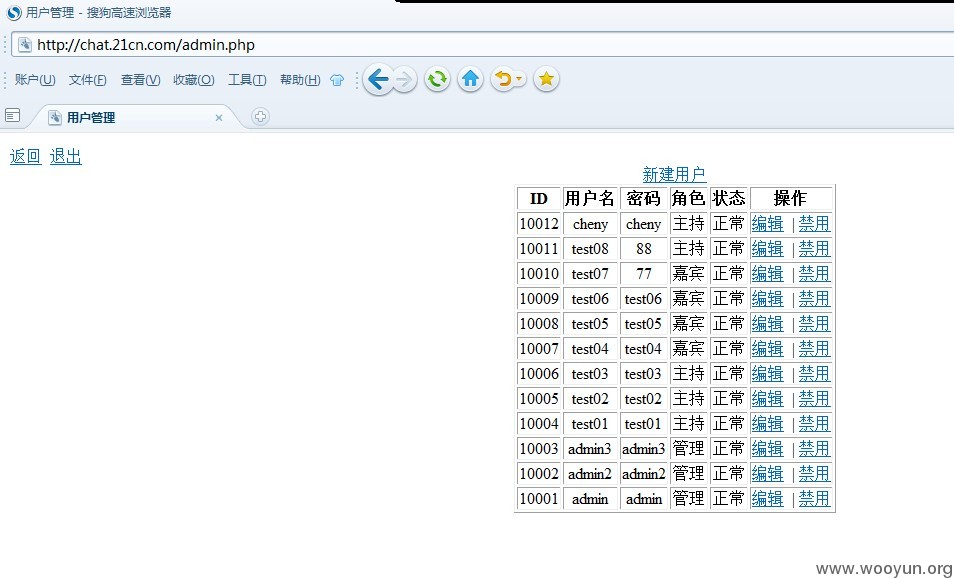 用户管理 - 搜狗高速浏览器
http://chat.21cn.com/admin.php
账户(U) 文件(F) 查看(V) 收藏(O) 工具(T) 帮助(H)
用户管理
返回 退出
新建用户
ID 用户名 密码 角色 状态 操作
10012 cheny cheny 主持 正常 编辑 | 禁用
10011 test08 88 主持 正常 编辑 | 禁用
10010 test07 77 嘉宾 正常 编辑 | 禁用
10009 test06 test06 嘉宾 正常 编辑 | 禁用
10008 test05 test05 嘉宾 正常 编辑 | 禁用
10007 test04 test04 嘉宾 正常 编辑 | 禁用
10006 test03 test03 主持 正常 编辑 | 禁用
10005 test02 test02 主持 正常 编辑 | 禁用
10004 test01 test01 主持 正常 编辑 | 禁用
10003 admin3 admin3 管理 正常 编辑 | 禁用
10002 admin2 admin2 管理 正常 编辑 | 禁用
10001 admin admin 管理 正常 编辑 | 禁用
www.wooyun.org